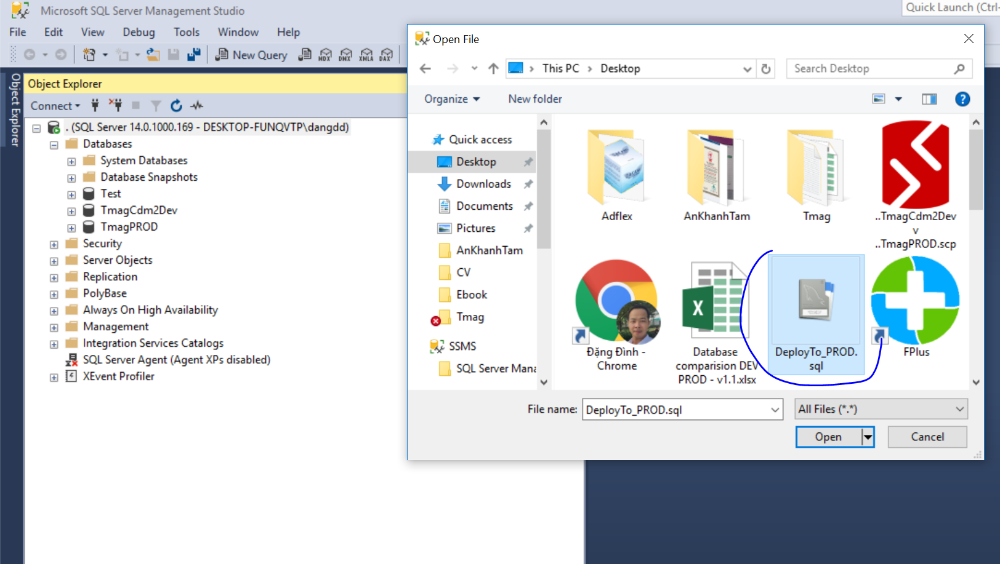 Microsoft SQL Server Management Studio
Quick Launch (Ctrl-
File Edit View Debug Tools Window Help
New Query
MDX DMX XMLA DAX
Object Explorer
Object Explorer
Connect
. (SQL Server 14.0.1000.169 - DESKTOP-FUNQVTP\dangdd)
Databases
System Databases
Database Snapshots
Test
TmagCdm2Dev
TmagPROD
Security
Server Objects
Replication
PolyBase
Always On High Availability
Management
Integration Services Catalogs
SQL Server Agent (Agent XPs disabled)
XEvent Profiler
Open File
This PC > Desktop
Search Desktop
Organize New folder
Quick access
Desktop
Downloads
Documents
Pictures
AnKhanhTam
CV
Ebook
Tmag
SSMS
SQL Server Mana
Adflex
AnKhanhTam
Tmag
..TmagCdm2Dev
v
..TmagPROD.scp
Đặng Đình -
Chrome
Database
comparision DEV
PROD - v1.1.xlsx
DeployTo_PROD.
sql
FPlus
File name: DeployTo_PROD.sql
All Files (*.*)
Open Cancel